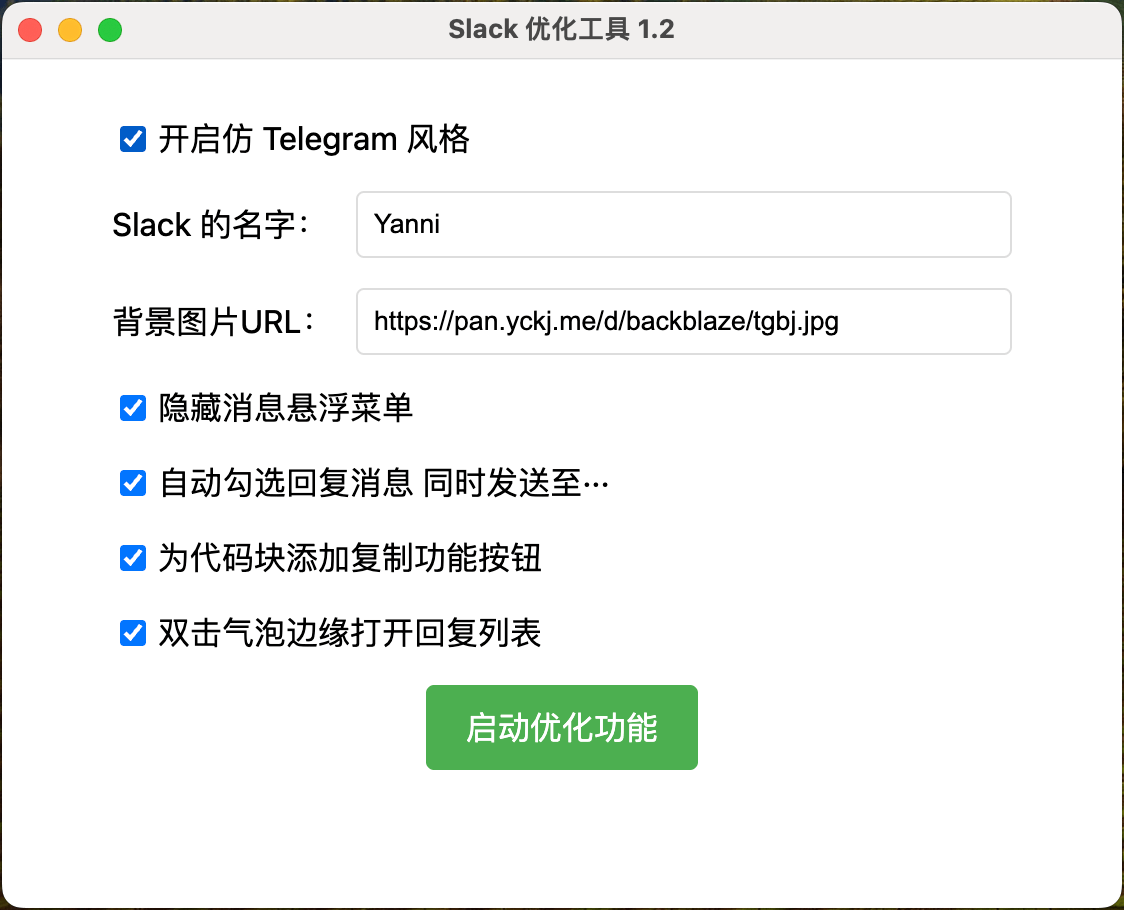 Slack 优化工具 1.2
开启仿 Telegram 风格
Slack 的名字：
Yanni
背景图片URL：
https://pan.yckj.me/d/backblaze/tgbj.jpg
隐藏消息悬浮菜单
自动勾选回复消息 同时发送至…
为代码块添加复制功能按钮
双击气泡边缘打开回复列表
启动优化功能